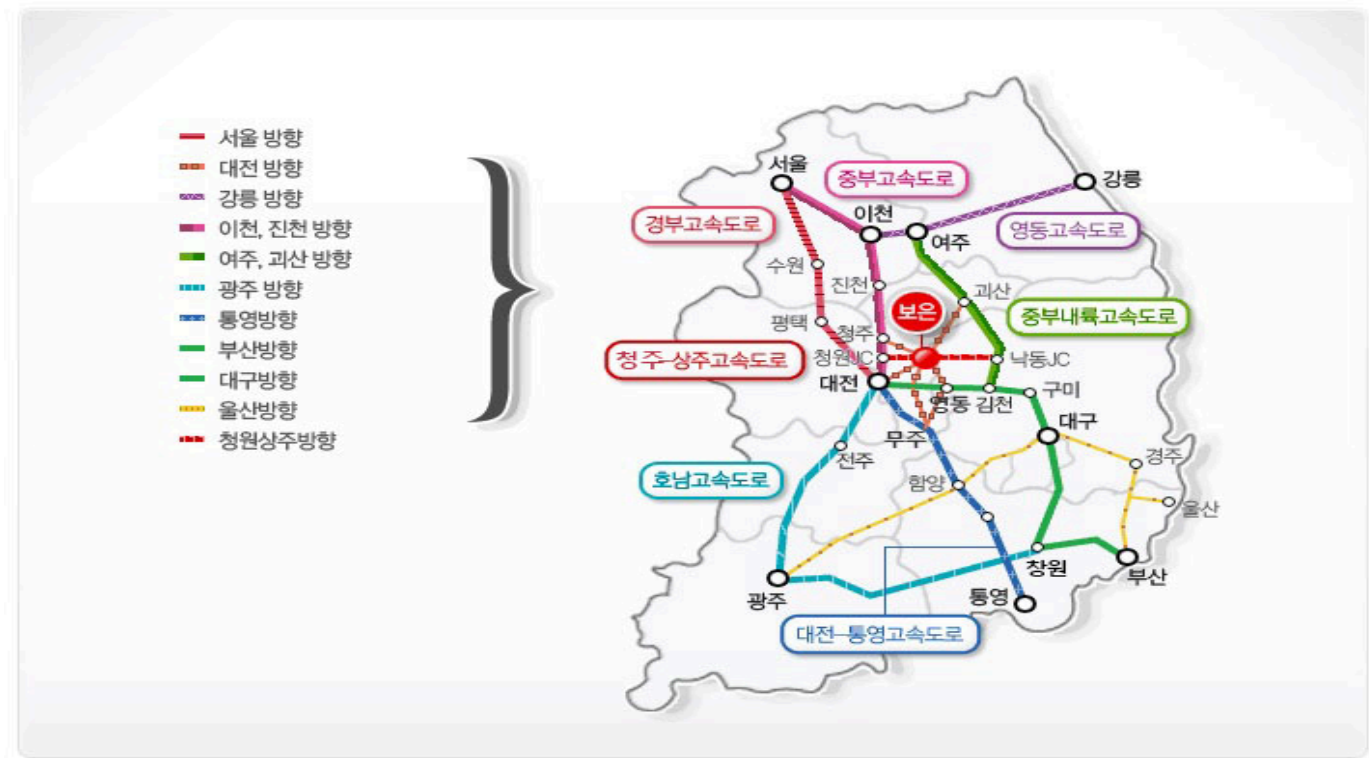 서울 방향
대전 방향
강릉 방향
이천, 진천 방향
여주, 괴산 방향
광주 방향
통영방향
부산방향
대구방향
울산방향
청원상주방향
서울
중부고속도로
강릉
경부고속도로
이천
여주
영동고속도로
수원
진천
괴산
보은
중부내륙고속도로
평택
청주
청주-상주고속도로
청원JC
낙동JC
대전
영동
김천
구미
무주
대구
전주
경주
호남고속도로
함양
울산
창원
부산
광주
통영
대전-통영고속도로